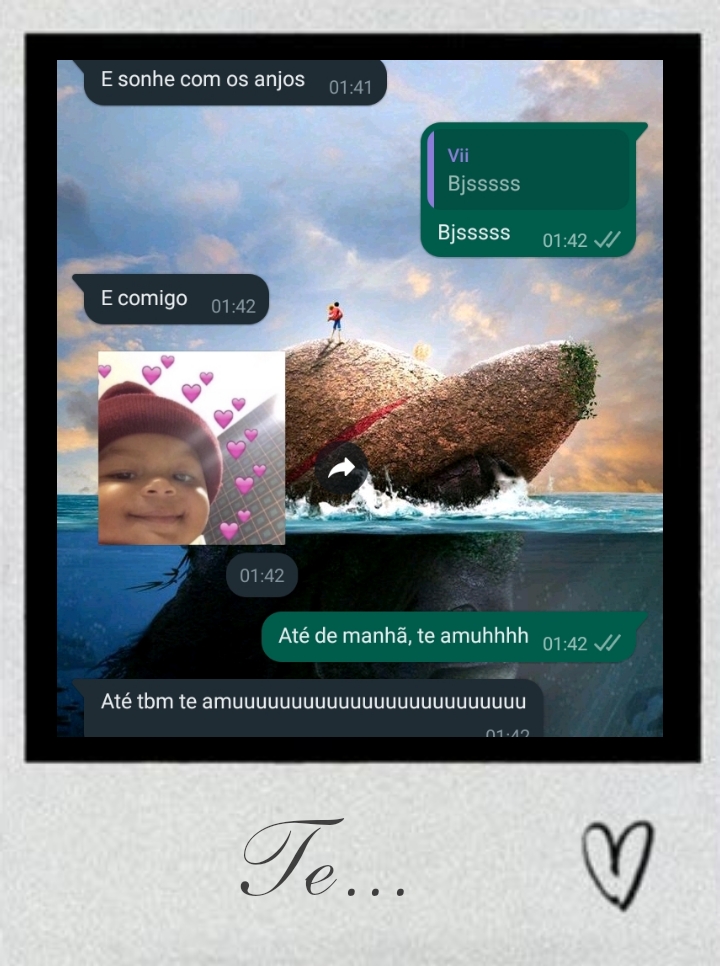 E sonhe com os anjos 01:41
Vii
Bjsssss
Bjsssss 01:42
E comigo 01:42
01:42
Até de manhã, te amuhhhh 01:42
Até tbm te amuuuuuuuuuuuuuuuuuuuuuuuuu
01:42
Te...